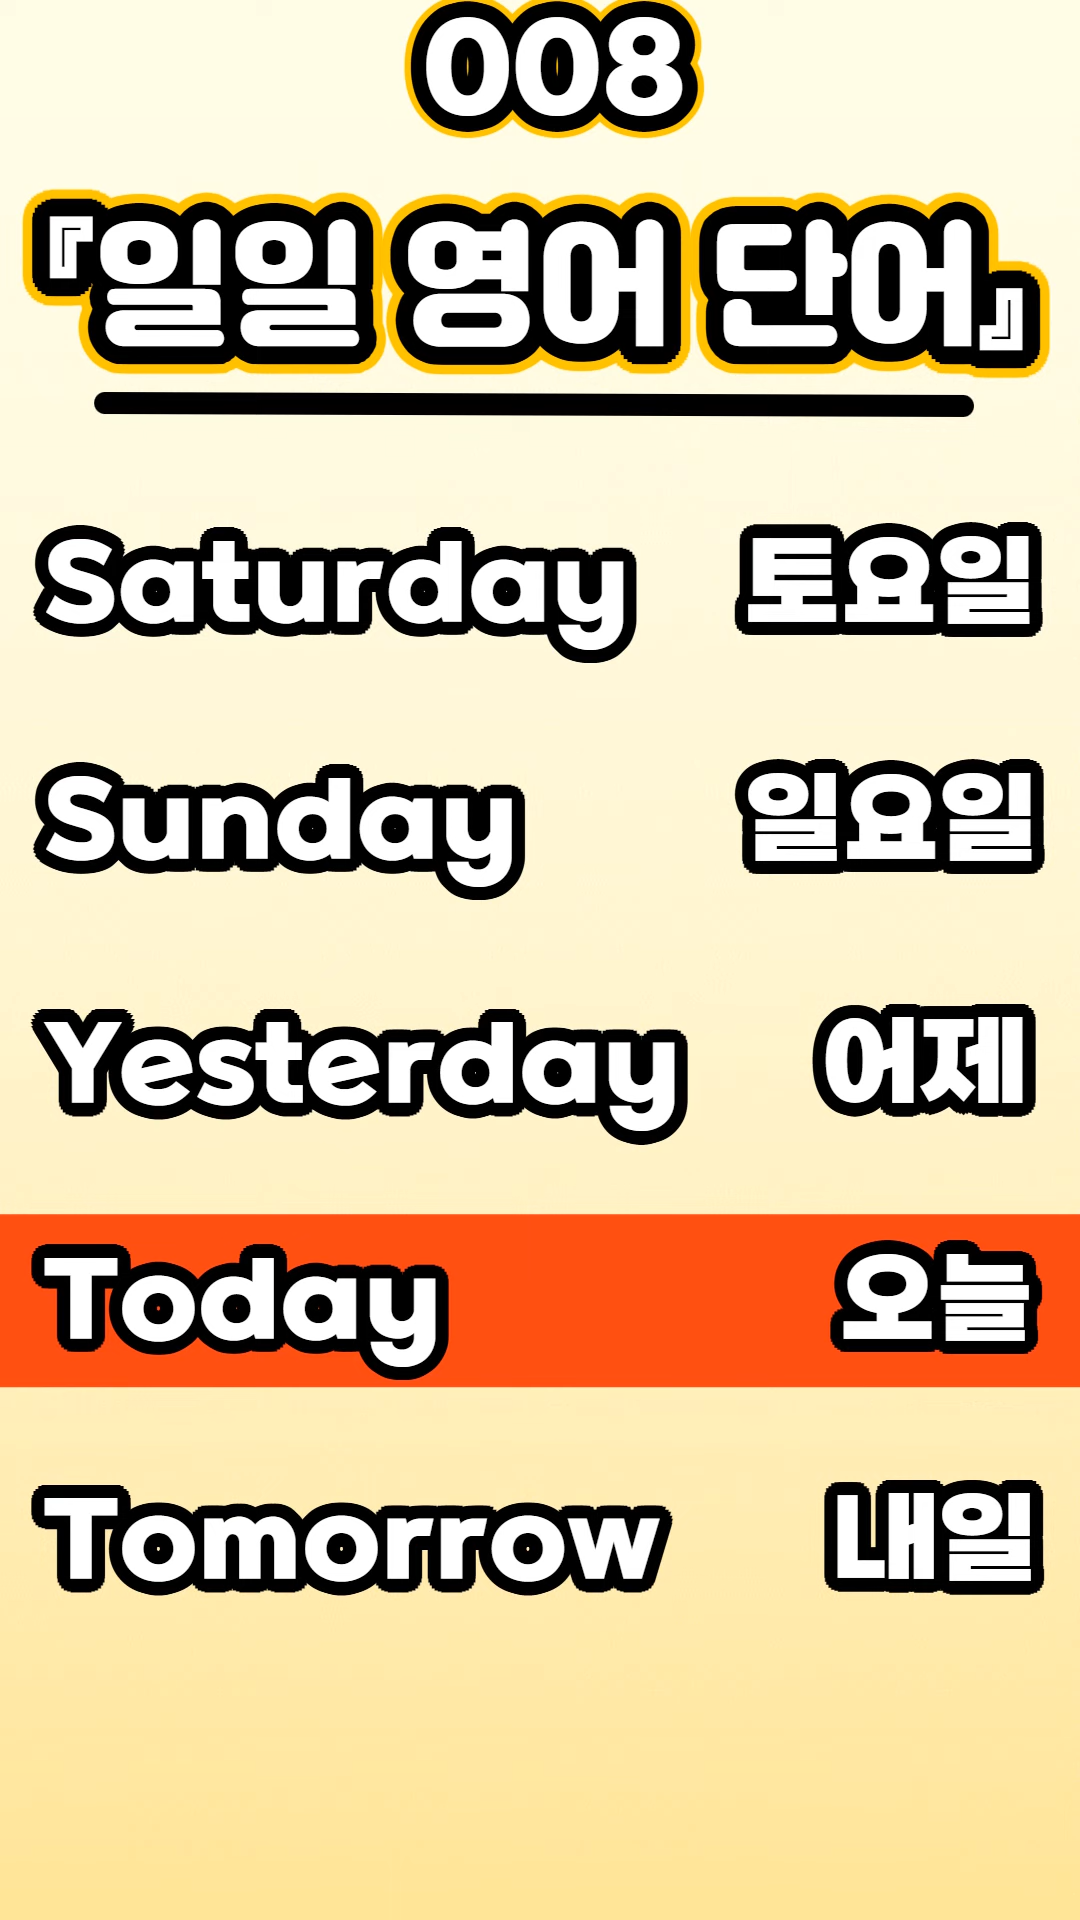 008
『일일 영어 단어』
Saturday 토요일
Sunday 일요일
Yesterday 어제
Today 오늘
Tomorrow 내일